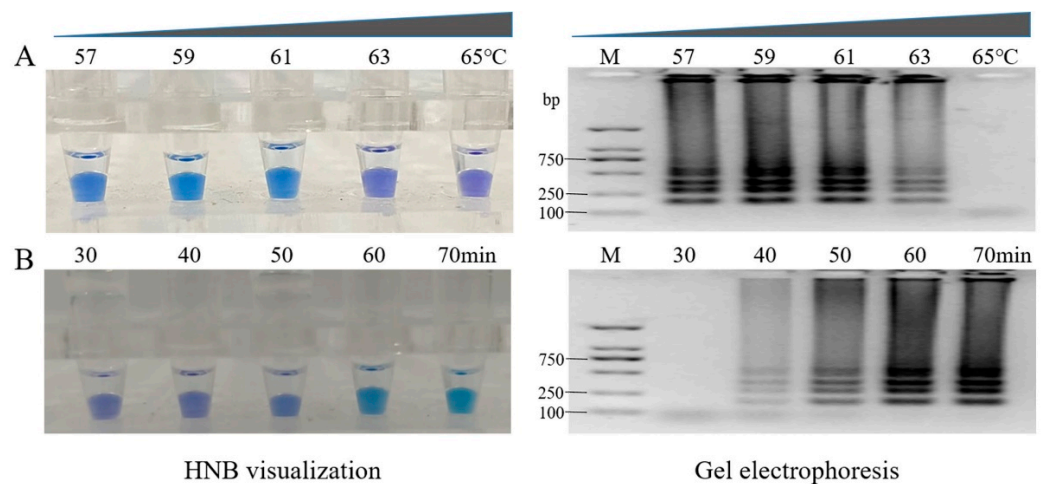 A
57 59 61 63 65℃
M 57 59 61 63 65℃
bp
750
250
100
B
30 40 50 60 70min
M 30 40 50 60 70min
750
250
100
HNB visualization
Gel electrophoresis